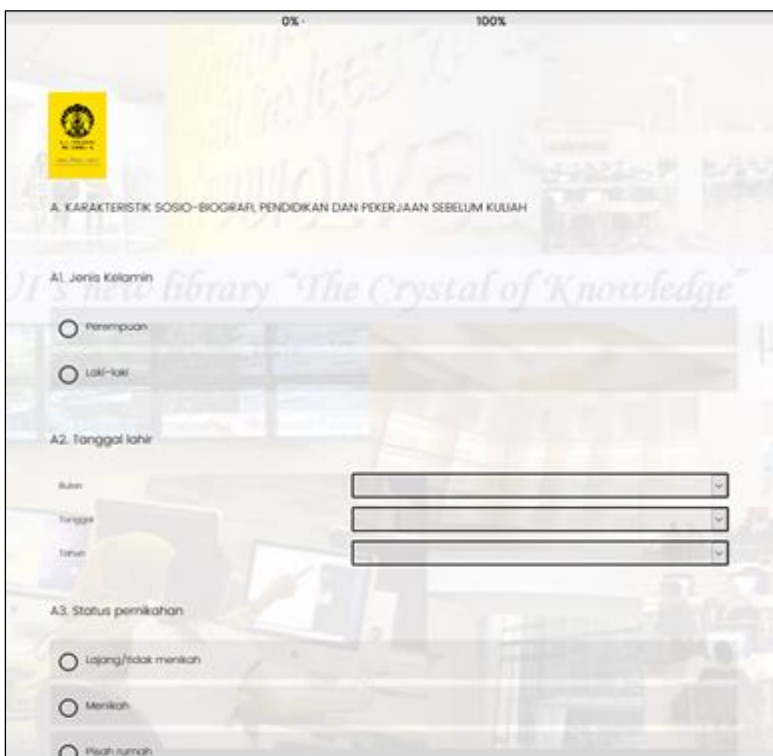 0%
100%
A. KARAKTERISTIK SOSIO-BIOGRAFI, PENDIDIKAN DAN PEKERJAAN SEBELUM KULIAH
A1. Jenis Kelamin
UI's new library "The Crystal of Knowledge"
Perempuan
Laki-laki
A2. Tanggal lahir
Bulan
Tanggal
Tahun
A3. Status pernikahan
Lajang/tidak menikah
Menikah
Pisah rumah